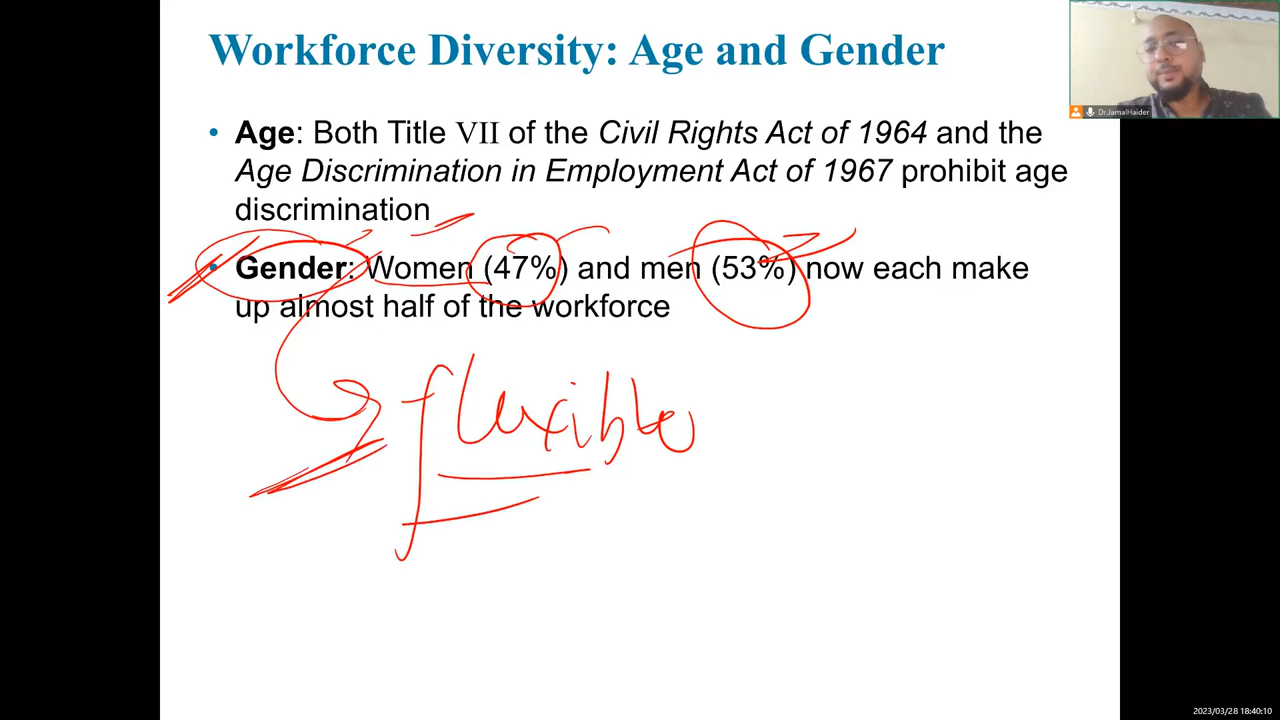 Workforce Diversity: Age and Gender
• Age: Both Title VII of the Civil Rights Act of 1964 and the
Age Discrimination in Employment Act of 1967 prohibit age
discrimination
• Gender: Women (47%) and men (53%) now each make
up almost half of the workforce
flexible
Dr.JamalHaider
2023/03/28 18:40:10